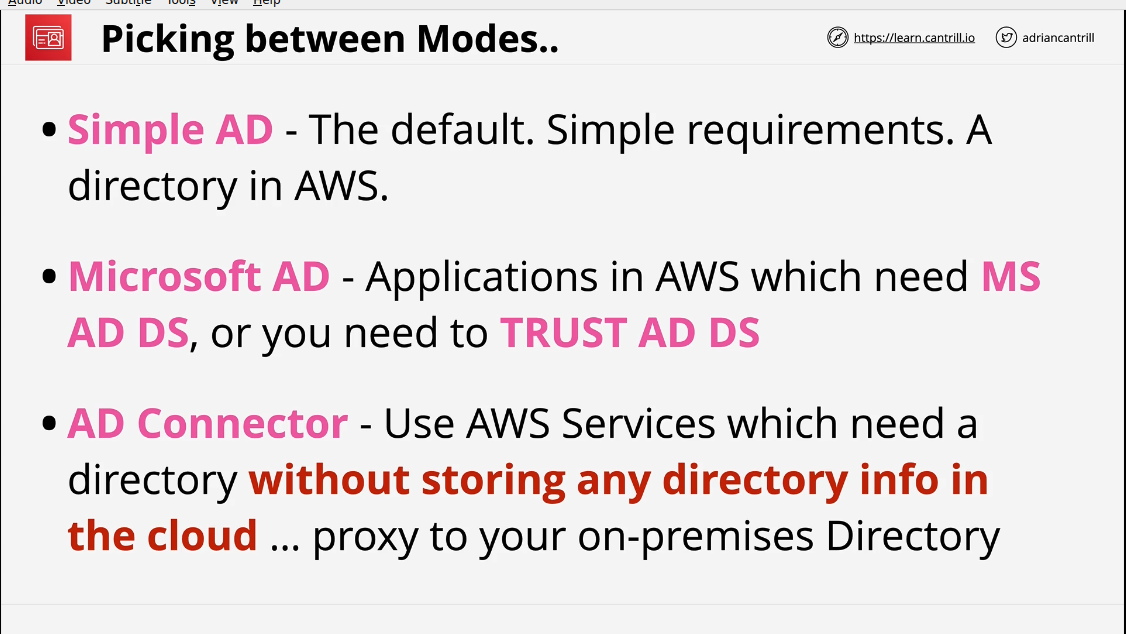 Audio Video Subtitle Tools View Help
Picking between Modes..
https://learn.cantrill.io
adriancantrill
• Simple AD - The default. Simple requirements. A
directory in AWS.
• Microsoft AD - Applications in AWS which need MS
AD DS, or you need to TRUST AD DS
• AD Connector - Use AWS Services which need a
directory without storing any directory info in
the cloud ... proxy to your on-premises Directory